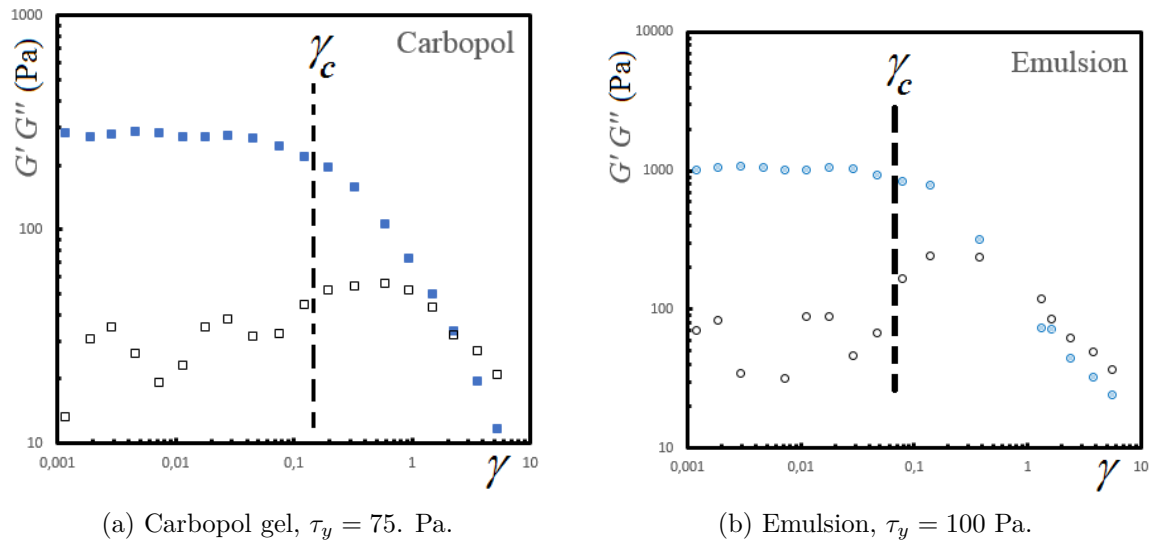 1000
100
10
G' G'' (Pa)
Carbopol
γc
0,001
0,01
0,1
1
10
γ
(a) Carbopol gel, τy = 75. Pa.
10000
1000
100
10
G' G'' (Pa)
Emulsion
γc
0,001
0,01
0,1
1
10
γ
(b) Emulsion, τy = 100 Pa.